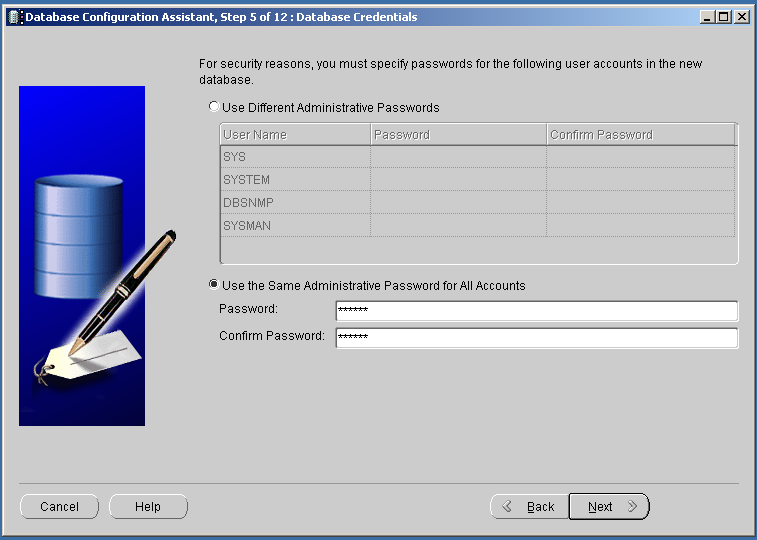 Database Configuration Assistant, Step 5 of 12 : Database Credentials
For security reasons, you must specify passwords for the following user accounts in the new
database.
Use Different Administrative Passwords
User Name Password Confirm Password
SYS
SYSTEM
DBSNMP
SYSMAN
Use the Same Administrative Password for All Accounts
Password: ******
Confirm Password: ******
Cancel Help Back Next